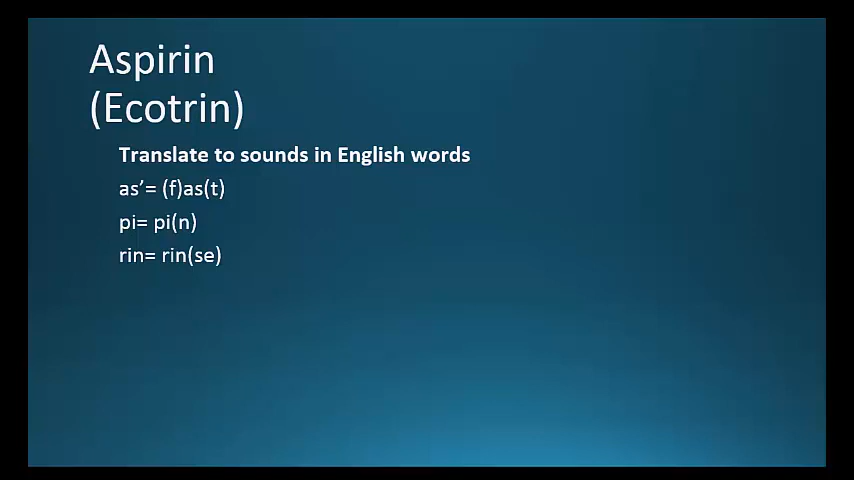 Aspirin
(Ecotrin)
Translate to sounds in English words
as’= (f)as(t)
pi= pi(n)
rin= rin(se)